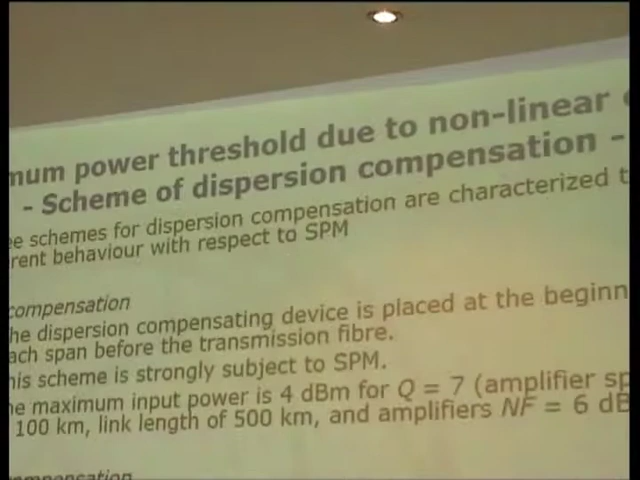 mum power threshold due to non-linear
- Scheme of dispersion compensation -
ee schemes for dispersion compensation are characterized t
rent behaviour with respect to SPM
compensation
he dispersion compensating device is placed at the beginn
ach span before the transmission fibre.
his scheme is strongly subject to SPM.
e maximum input power is 4 dBm for Q = 7 (amplifier sp
100 km, link length of 500 km, and amplifiers NF = 6 dB